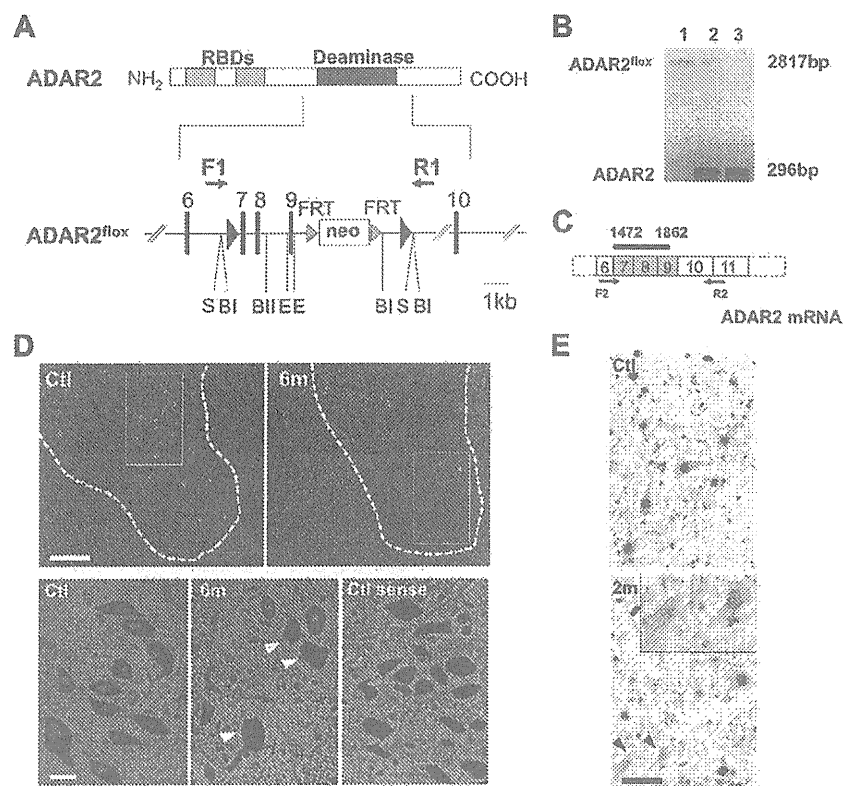 A
RBDs
Deaminase
ADAR2
NH2
COOH
F1
R1
6
7
8
9
10
FRT
FRT
neo
ADAR2flox
S BI
BII EE
BI S BI
1kb
B
1
2
3
ADAR2flox
2817bp
ADAR2
296bp
C
1472
1862
6
7
8
9
10
11
F2
R2
ADAR2 mRNA
D
Ctl
6m
Ctl
6m
Ctl sense
E
Ctl
2m